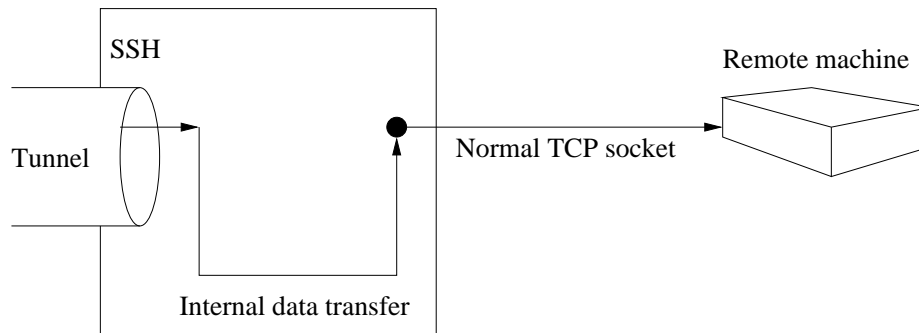 SSH
Remote machine
Tunnel
Normal TCP socket
Internal data transfer